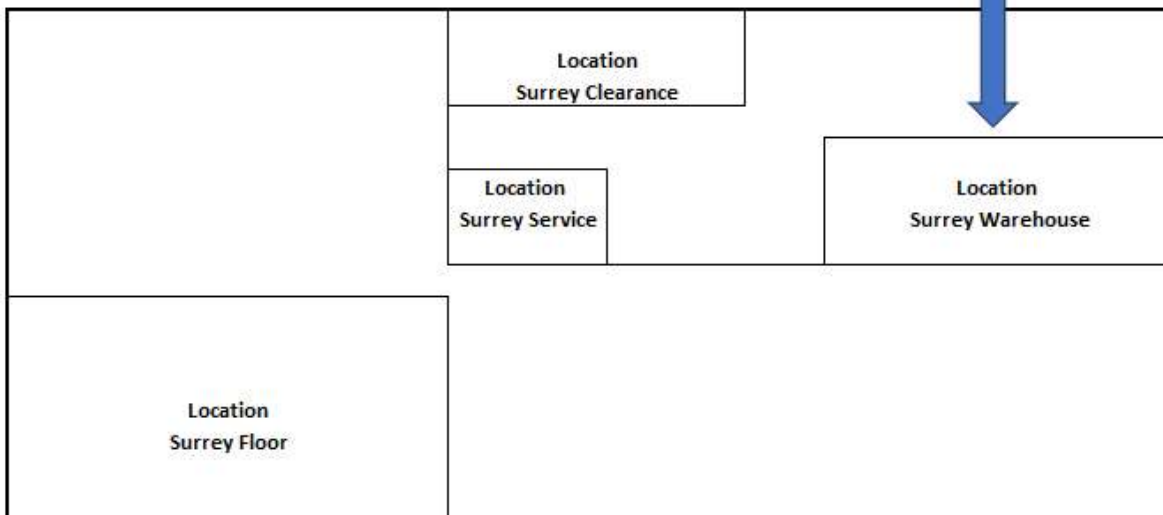 Location
Surrey Clearance
Location
Surrey Service
Location
Surrey Warehouse
Location
Surrey Floor